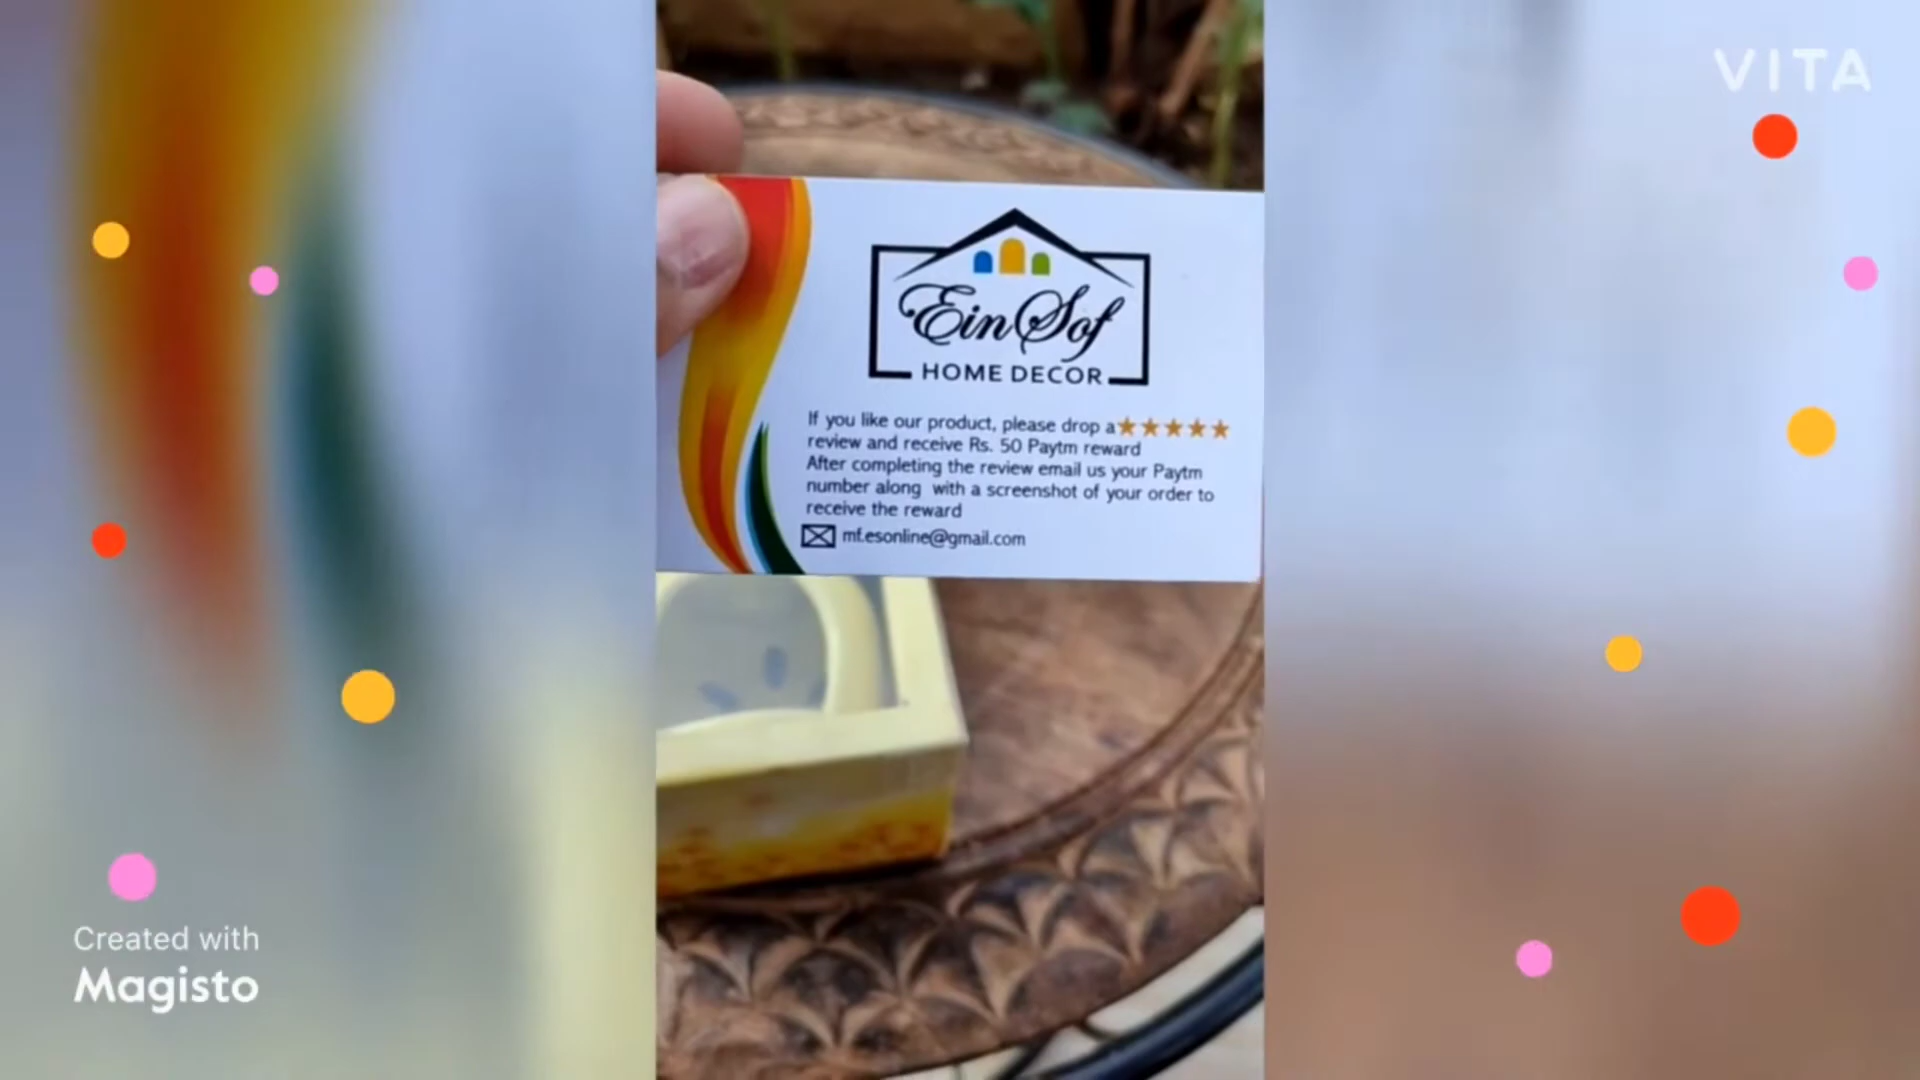 VITA
Ein Sof
HOME DECOR
If you like our product, please drop a★★★★★
review and receive Rs. 50 Paytm reward
After completing the review email us your Paytm
number along with a screenshot of your order to
receive the reward
mf.esonline@gmail.com
Created with
Magisto